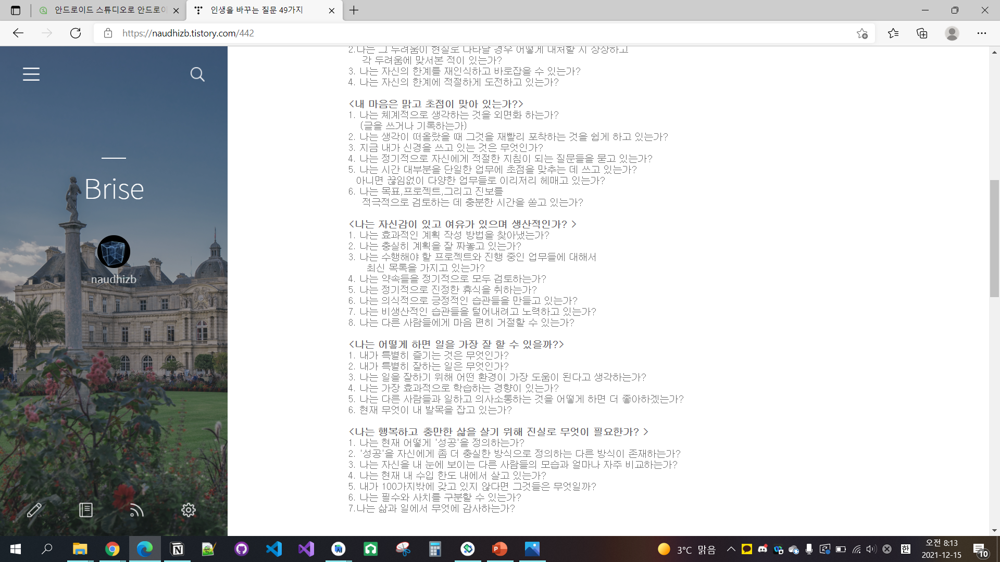 안드로이드 스튜디오로 안드로이
인생을 바꾸는 질문 49가지
https://naudhizb.tistory.com/442
Brise
naudhizb
2.나는 그 두려움이 현실로 나타날 경우 어떻게 대처할 지 상상하고
각 두려움에 맞서본 적이 있는가?
3. 나는 자신의 한계를 재인식하고 바로잡을 수 있는가?
4. 나는 자신의 한계에 적절하게 도전하고 있는가?
<내 마음은 맑고 초점이 맞아 있는가?>
1. 나는 체계적으로 생각하는 것을 외면화 하는가?
(글을 쓰거나 기록하는가)
2. 나는 생각이 떠올랐을 때 그것을 재빨리 포착하는 것을 쉽게 하고 있는가?
3. 지금 내가 신경을 쓰고 있는 것은 무엇인가?
4. 나는 정기적으로 자신에게 적절한 지침이 되는 질문들을 묻고 있는가?
5. 나는 시간 대부분을 단일한 업무에 초점을 맞추는 데 쓰고 있는가?
아니면 끊임없이 다양한 업무들로 이리저리 헤매고 있는가?
6. 나는 목표,프로젝트,그리고 진보를
적극적으로 검토하는 데 충분한 시간을 쏟고 있는가?
<나는 자신감이 있고 여유가 있으며 생산적인가? >
1. 나는 효과적인 계획 작성 방법을 찾아냈는가?
2. 나는 충실히 계획을 잘 짜놓고 있는가?
3. 나는 수행해야 할 프로젝트와 진행 중인 업무들에 대해서
최신 목록을 가지고 있는가?
4. 나는 약속들을 정기적으로 모두 검토하는가?
5. 나는 정기적으로 진정한 휴식을 취하는가?
6. 나는 의식적으로 긍정적인 습관들을 만들고 있는가?
7. 나는 비생산적인 습관들을 털어내려고 노력하고 있는가?
8. 나는 다른 사람들에게 마음 편히 거절할 수 있는가?
<나는 어떻게 하면 일을 가장 잘 할 수 있을까?>
1. 내가 특별히 즐기는 것은 무엇인가?
2. 내가 특별히 잘하는 일은 무엇인가?
3. 나는 일을 잘하기 위해 어떤 환경이 가장 도움이 된다고 생각하는가?
4. 나는 가장 효과적으로 학습하는 경향이 있는가?
5. 나는 다른 사람들과 일하고 의사소통하는 것을 어떻게 하면 더 좋아하겠는가?
6. 현재 무엇이 내 발목을 잡고 있는가?
<나는 행복하고 충만한 삶을 살기 위해 진실로 무엇이 필요한가? >
1. 나는 현재 어떻게 '성공'을 정의하는가?
2. '성공'을 자신에게 좀 더 충실한 방식으로 정의하는 다른 방식이 존재하는가?
3. 나는 자신을 내 눈에 보이는 다른 사람들의 모습과 얼마나 자주 비교하는가?
4. 나는 현재 내 수입 한도 내에서 살고 있는가?
5. 내가 100가지밖에 갖고 있지 않다면 그것들은 무엇일까?
6. 나는 필수와 사치를 구분할 수 있는가?
7.나는 삶과 일에서 무엇에 감사하는가?
3°C 맑음
한
오전 8:13
2021-12-15
10